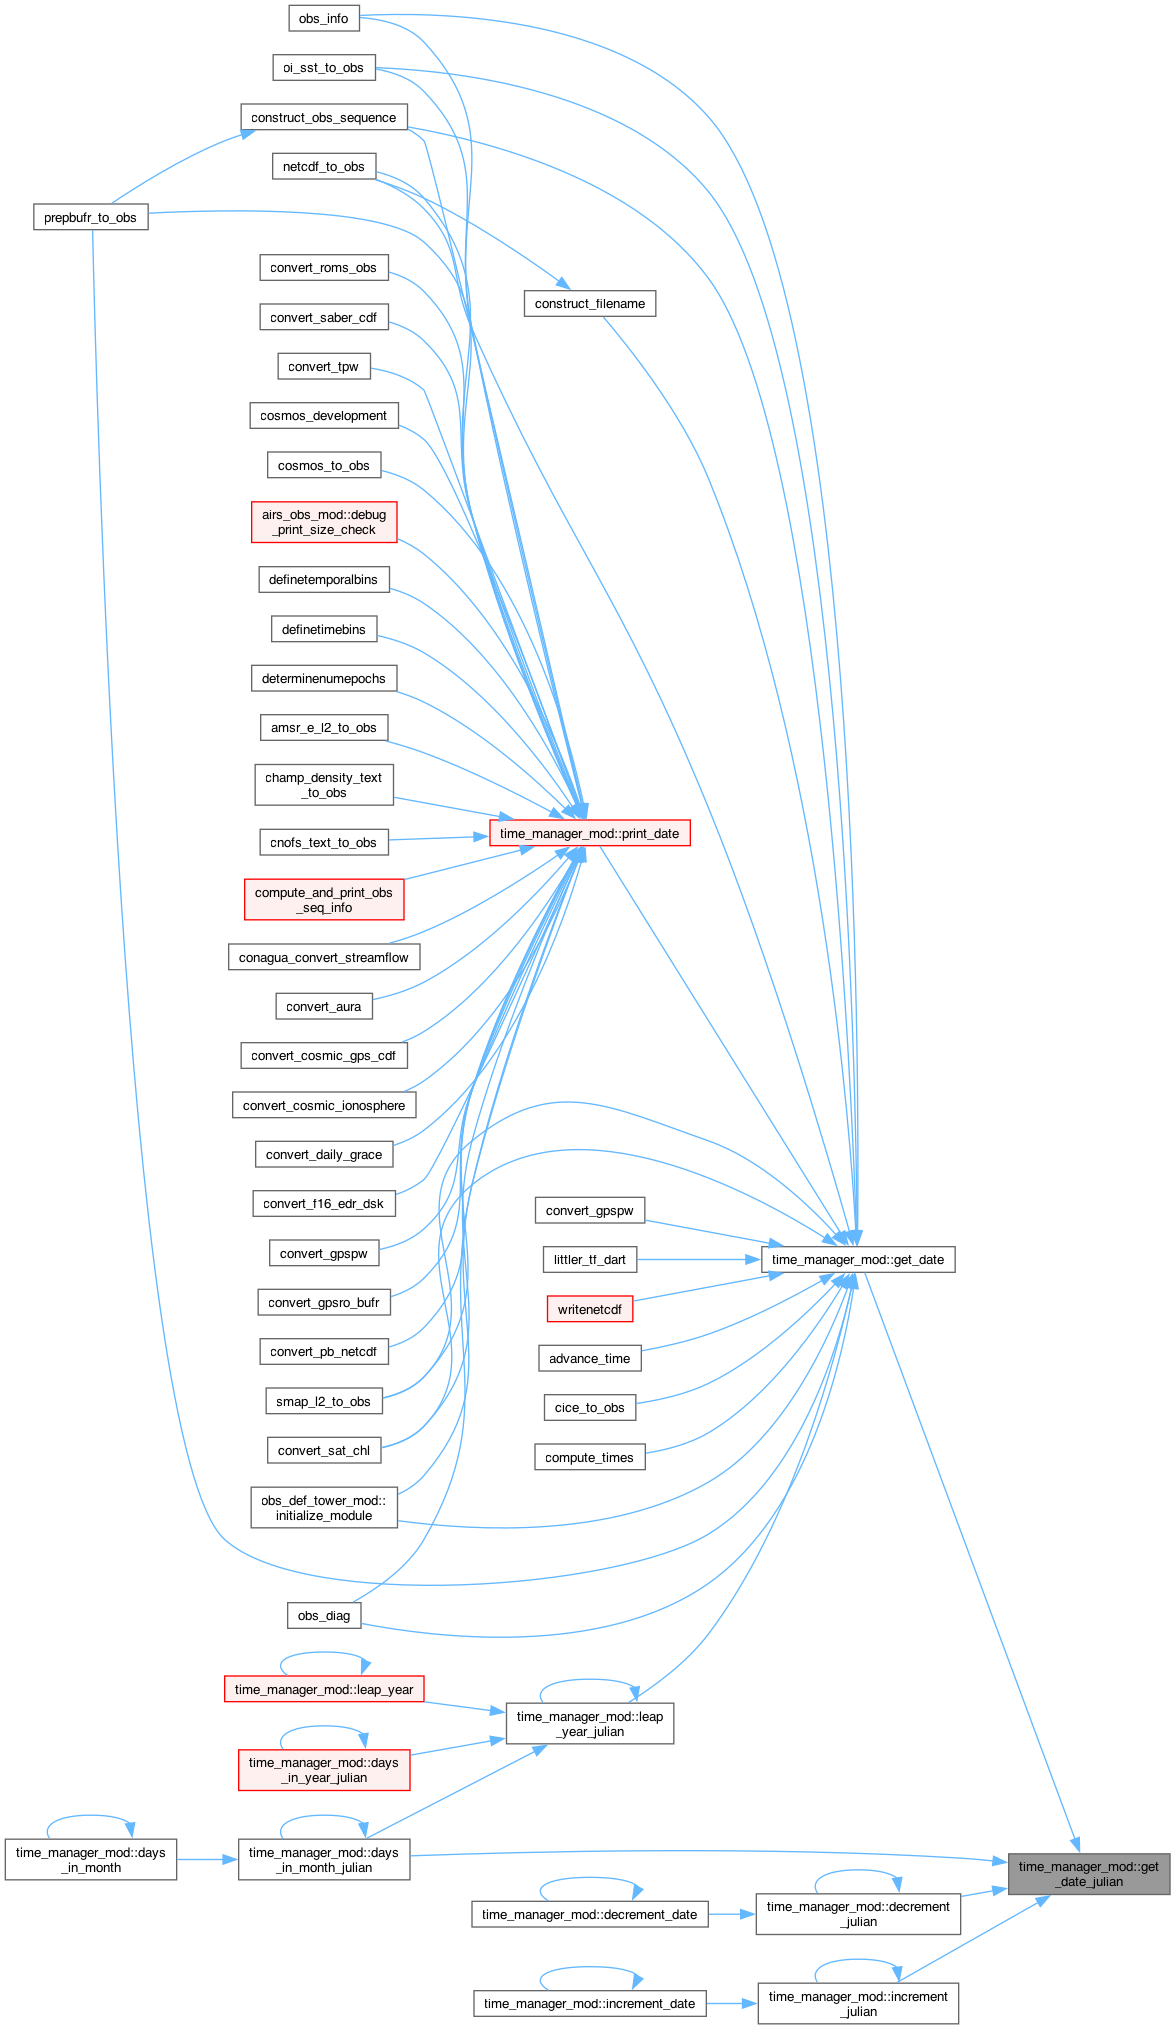 obs_info
oi_sst_to_obs
construct_obs_sequence
netcdf_to_obs
prepbufr_to_obs
convert_roms_obs
construct_filename
convert_saber_cdf
convert_tpw
cosmos_development
cosmos_to_obs
airs_obs_mod::debug
_print_size_check
definetemporalbins
definetimebins
determinenumepochs
amsr_e_l2_to_obs
champ_density_text
_to_obs
time_manager_mod::print_date
cnofs_text_to_obs
compute_and_print_obs
_seq_info
conagua_convert_streamflow
convert_aura
convert_cosmic_gps_cdf
convert_cosmic_ionosphere
convert_daily_grace
convert_f16_edr_dsk
convert_gpspw
convert_gpspw
littler_tf_dart
time_manager_mod::get_date
convert_gpsro_bufr
writenetcdf
convert_pb_netcdf
advance_time
smap_l2_to_obs
cice_to_obs
convert_sat_chl
compute_times
obs_def_tower_mod::
initialize_module
obs_diag
time_manager_mod::leap_year
time_manager_mod::leap
_year_julian
time_manager_mod::days
_in_year_julian
time_manager_mod::days
_in_month
time_manager_mod::days
_in_month_julian
time_manager_mod::get
_date_julian
time_manager_mod::decrement_date
time_manager_mod::decrement
_julian
time_manager_mod::increment_date
time_manager_mod::increment
_julian